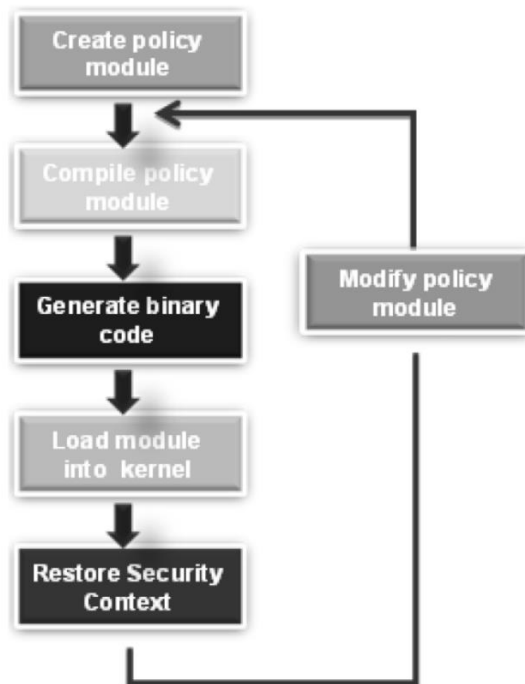 Create policy
module
Compile policy
module
Generate binary
code
Modify policy
module
Load module
into kernel
Restore Security
Context